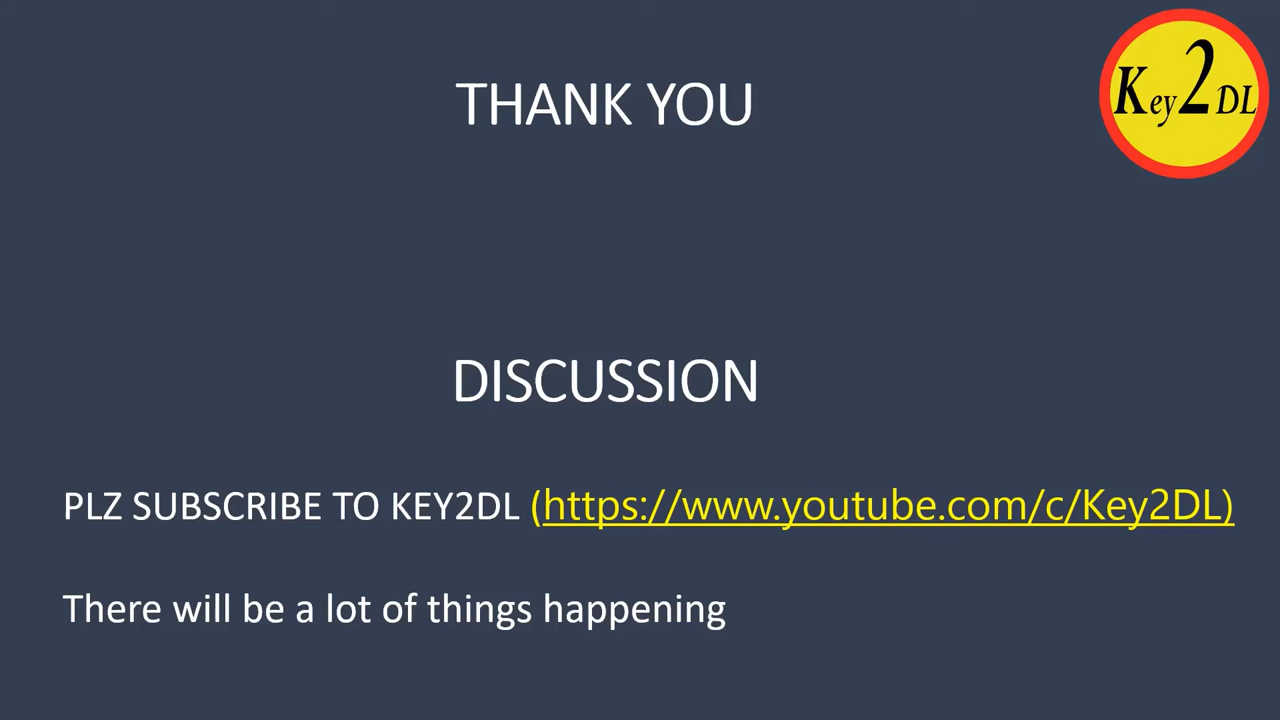 Key2DL
THANK YOU
DISCUSSION
PLZ SUBSCRIBE TO KEY2DL (https://www.youtube.com/c/Key2DL)
There will be a lot of things happening